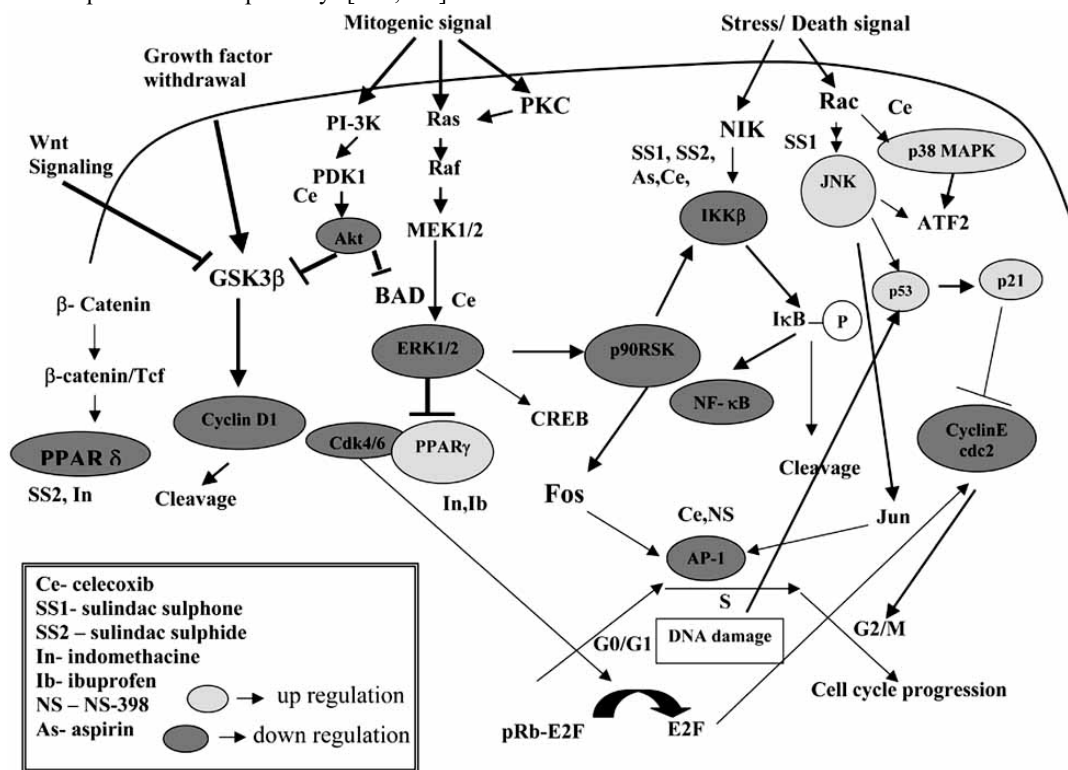 Mitogenic signal
Stress/ Death signal
Growth factor
withdrawal
PKC
Rac
Ce
PI-3K
Ras
NIK
Wnt
Signaling
SS1
p38 MAPK
SS1, SS2,
As,Ce,
PDK1
Raf
JNK
Ce
IKKβ
ATF2
Akt
MEK1/2
GSK3β
BAD
Ce
p53
p21
β- Catenin
IκB
P
ERK1/2
p90RSK
β-catenin/Tcf
NF- κB
CREB
Cyclin D1
CyclinE
cdc2
Cdk4/6
PPARγ
PPAR δ
Cleavage
SS2, In
Cleavage
In,Ib
Fos
Ce,NS
Jun
AP-1
S
G2/M
G0/G1
DNA damage
Cell cycle progression
pRb-E2F
E2F
Ce- celecoxib
SS1- sulindac sulphone
SS2 – sulindac sulphide
In- indomethacine
Ib- ibuprofen
NS – NS-398
up regulation
As- aspirin
down regulation